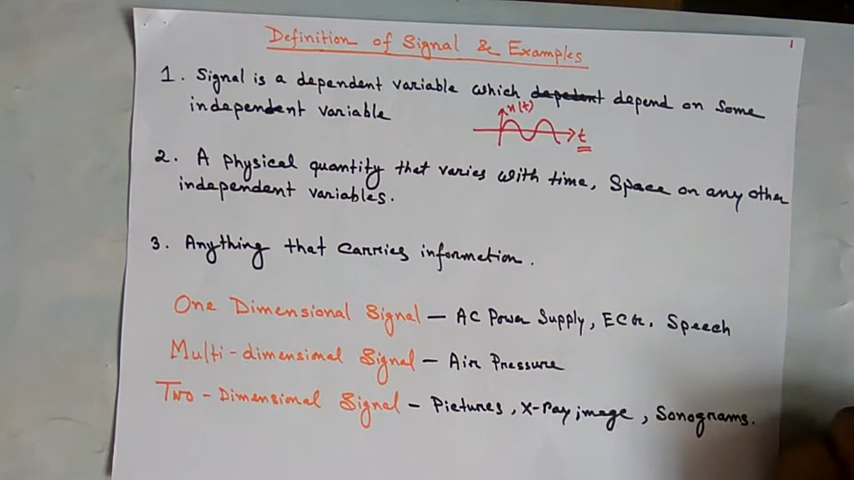 1
Definition of Signal & Examples
1. Signal is a dependent variable which depedent depend on some
independent variable
x(t)
t
2. A Physical quantity that varies with time, Space on any other
independent variables.
3. Anything that carries information.
One Dimensional Signal — AC Power Supply, ECG. Speech
Multi-dimensional Signal — Air Pressure
Two-Dimensional Signal — Pictures, X-Ray image, Sonograms.